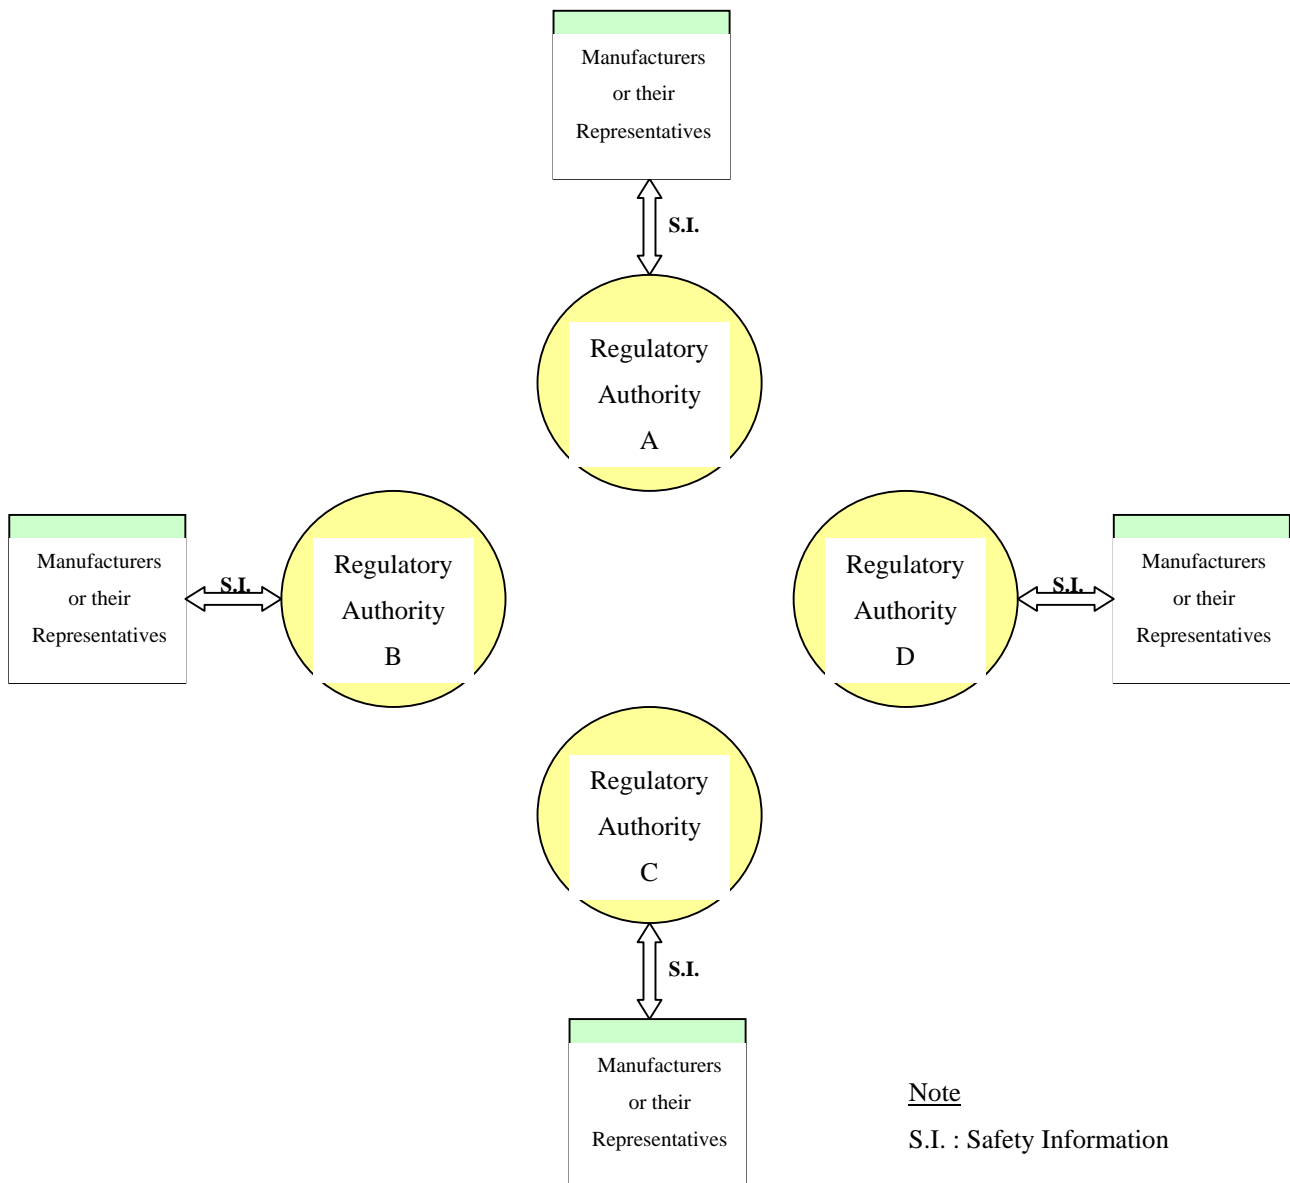 Manufacturers
or their
Representatives
S.I.
Regulatory
Authority
A
Manufacturers
or their
Representatives
S.I.
Regulatory
Authority
B
Regulatory
Authority
D
S.I.
Manufacturers
or their
Representatives
Regulatory
Authority
C
S.I.
Manufacturers
or their
Representatives
Note
S.I. : Safety Information